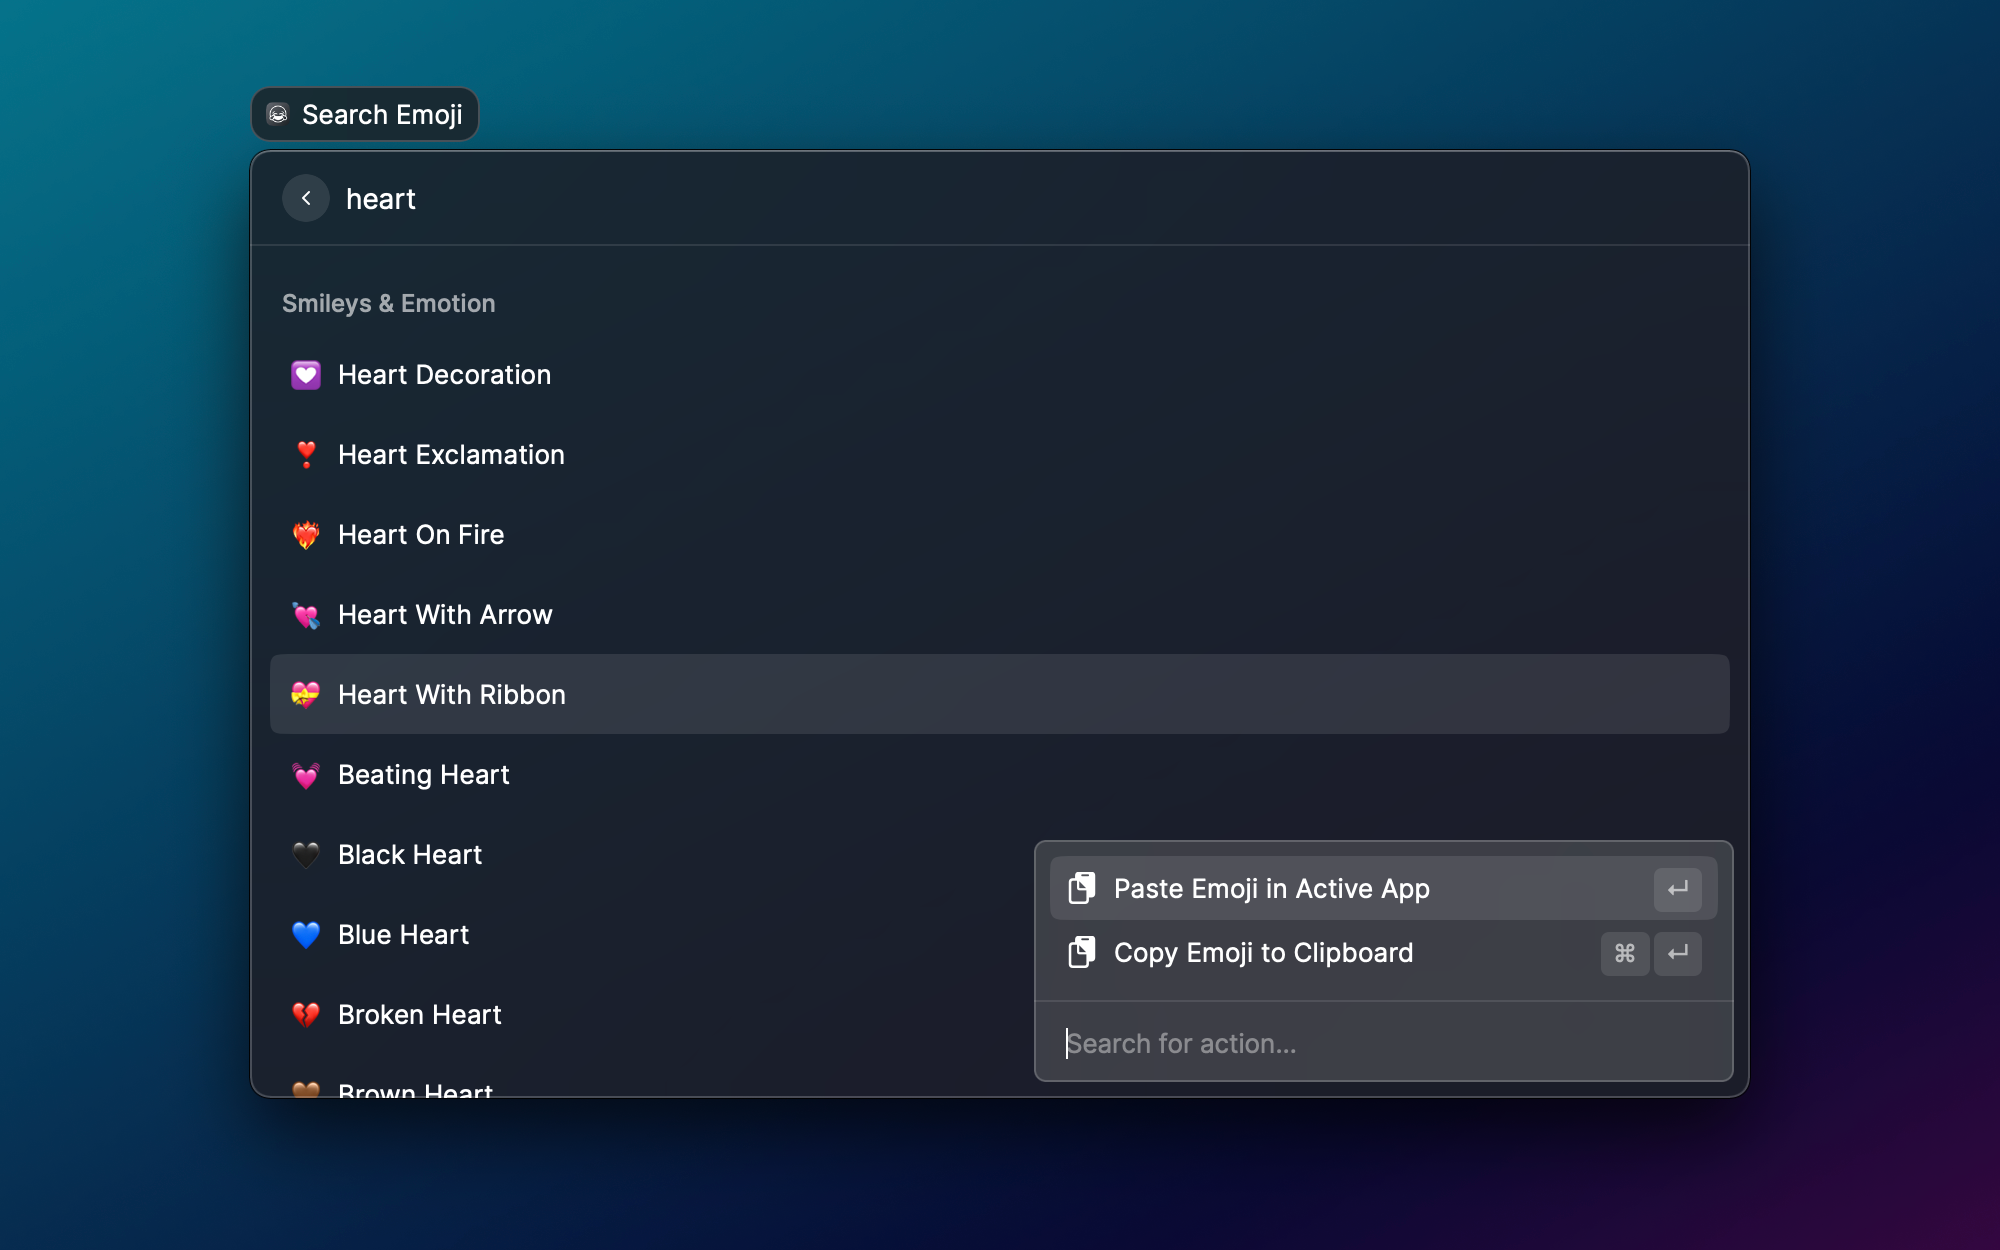 Search Emoji
heart
Smileys & Emotion
Heart Decoration
Heart Exclamation
Heart On Fire
Heart With Arrow
Heart With Ribbon
Beating Heart
Black Heart
Blue Heart
Broken Heart
Brown Heart
Paste Emoji in Active App ↵
Copy Emoji to Clipboard ⌘ ↵
Search for action...